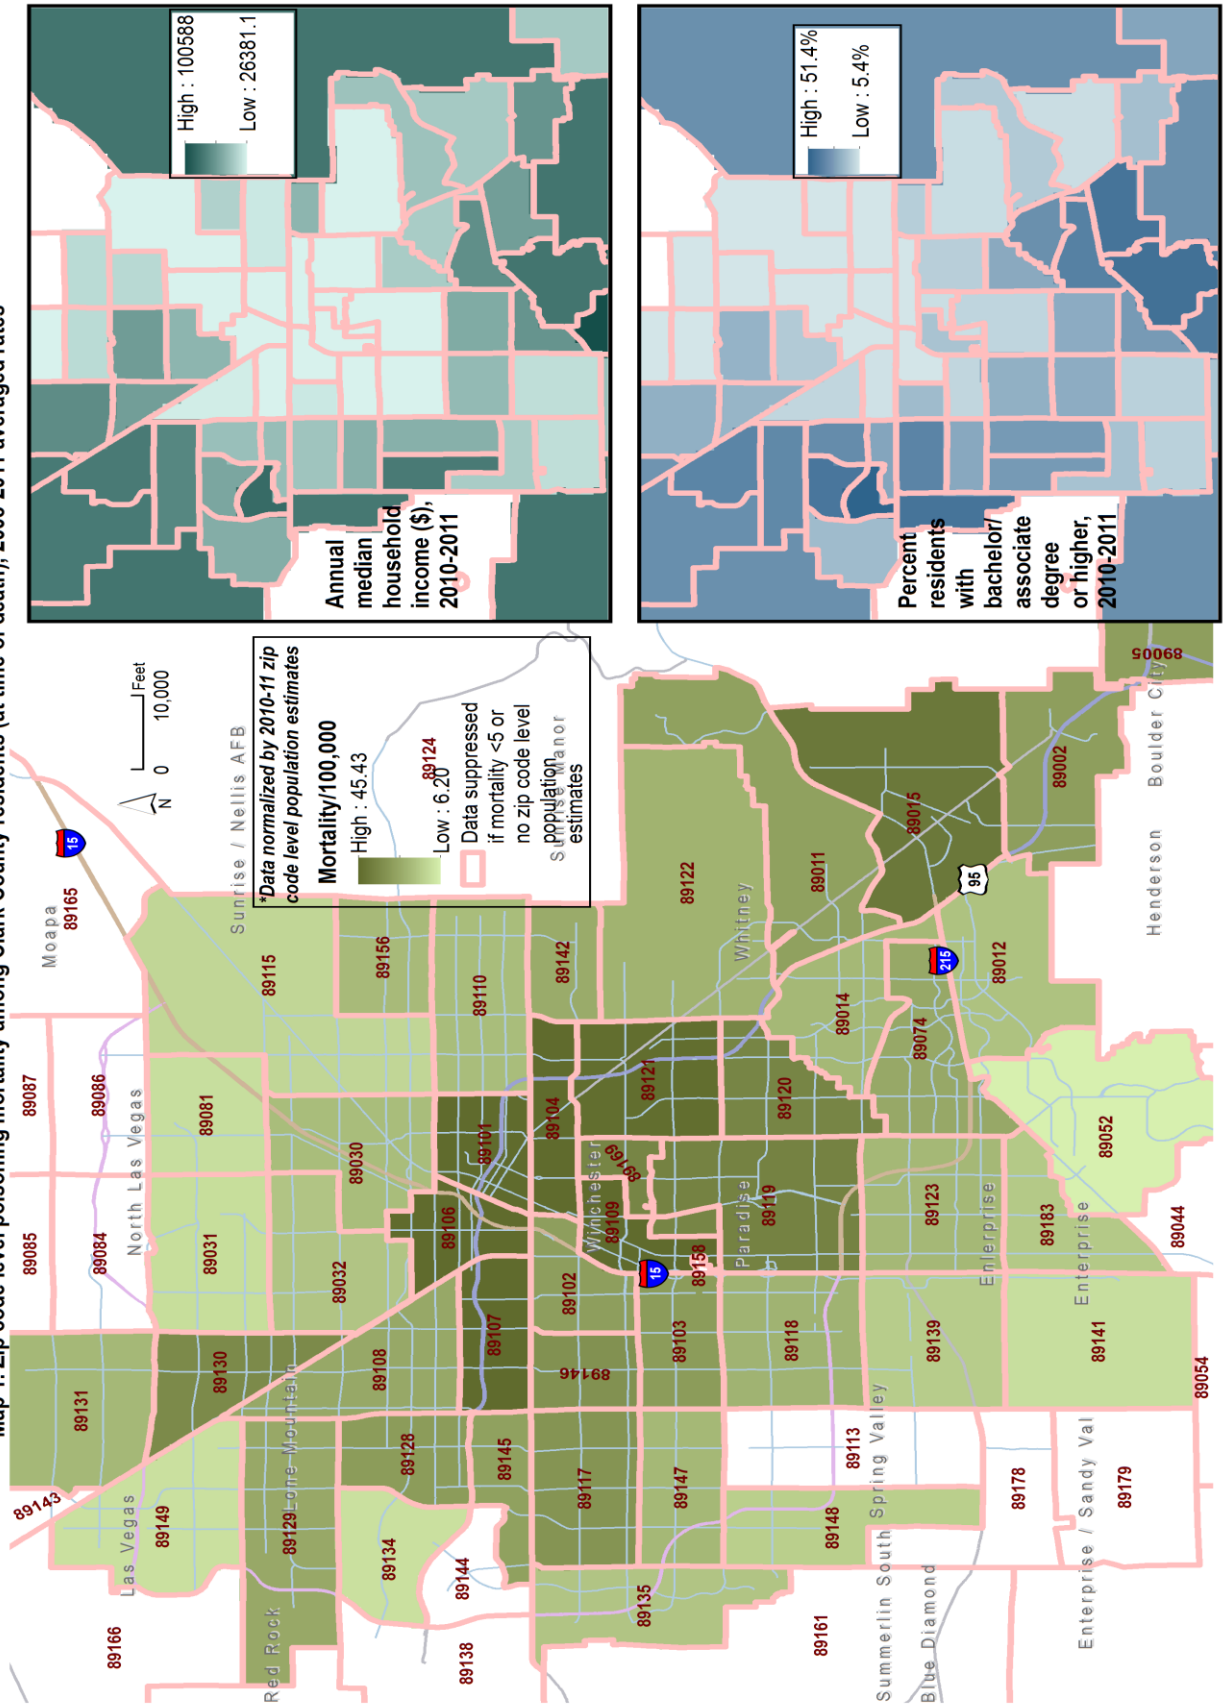 Map 1: Zip code level poisoning mortality among Clark County residents (at time of death), averaged rates
Moapa
89165
15
Feet
0 10,000
N
Sunrise / Nellis AFB
89085
89084
89086
89087
North Las Vegas
89143
89131
Las Vegas
89166
89149
89130
89031
89081
89115
Red Rock
89129
Lone Mountain
89032
89030
89156
89134
89128
89108
89106
89101
89110
89138
89144
89145
89107
89104
89142
89117
89146
89102
89109
Winchester
89169
89121
89122
89135
89147
89103
15
89158
Paradise
89119
89120
Whitney
89161
89148
89113
89118
89014
89011
89015
Summerlin South
Spring Valley
Blue Diamond
89139
89123
89074
215
95
89012
89002
Enlerprise
89178
89183
Enterprise
89052
Enterprise / Sandy Val
89179
89141
89054
89044
Henderson
Boulder City
89005
*Data normalized by 2010-11 zip
code level population estimates
Mortality/100,000
High : 45.43
Low : 6.20
89124
Data suppressed
if mortality <5 or
no zip code level
population
estimates
Sunrise Manor
High : 100588
Low : 26381.1
Annual
median
household
income ($),
2010-2011
High : 51.4%
Low : 5.4%
Percent
residents
with
bachelor/
associate
degree
or higher,
2010-2011